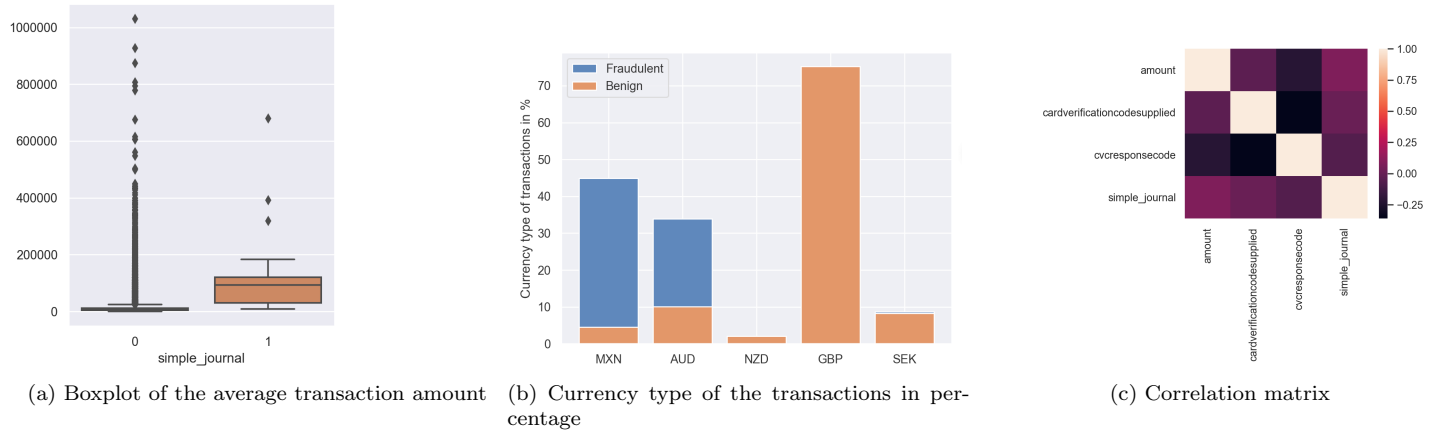 1000000
800000
600000
400000
200000
0
0 1
simple_journal
(a) Boxplot of the average transaction amount
Fraudulent
Benign
Currency type of transactions in %
70
60
50
40
30
20
10
0
MXN AUD NZD GBP SEK
(b) Currency type of the transactions in per-
centage
amount
cardverificationcodesupplied
cvcresponsecode
simple_journal
amount
cardverificationcodesupplied
cvcresponsecode
simple_journal
1.00
0.75
0.50
0.25
0.00
−0.25
(c) Correlation matrix